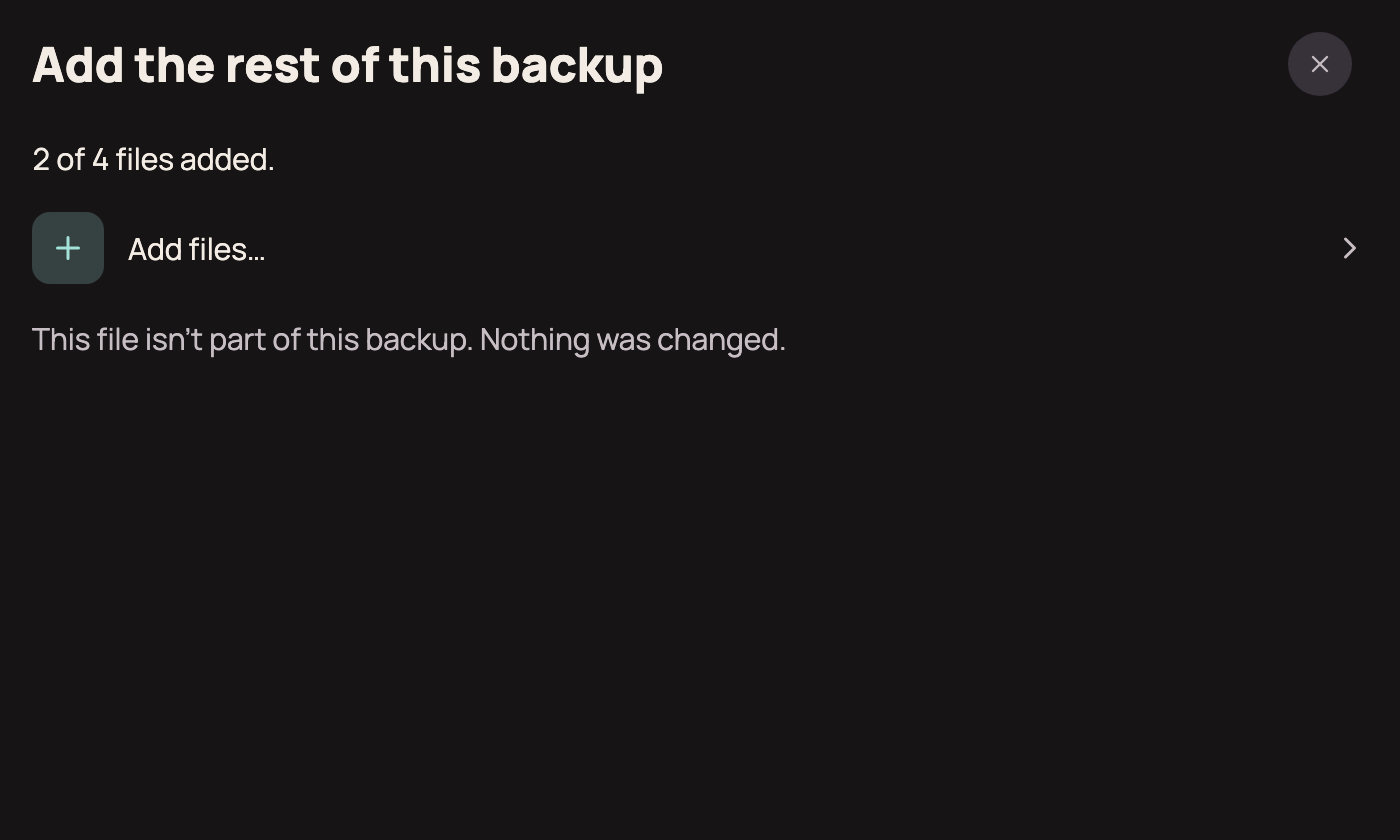 Add the rest of this backup
2 of 4 files added.
Add files…
This file isn’t part of this backup. Nothing was changed.